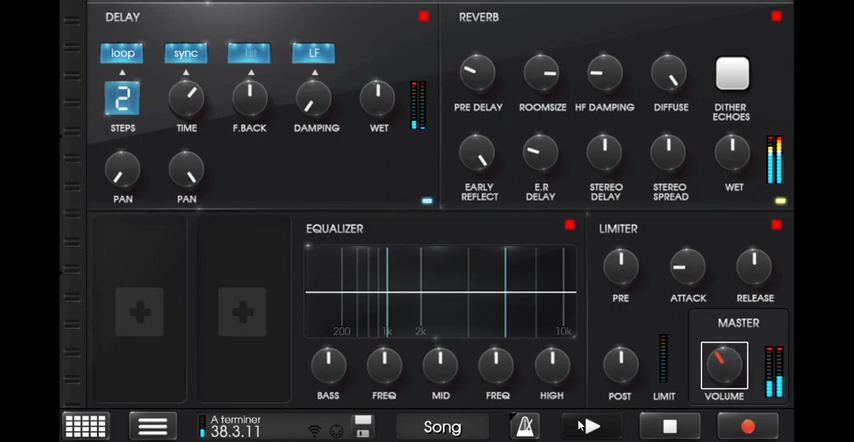 DELAY
loop sync 1st LF
2
STEPS TIME F.BACK DAMPING WET
PAN PAN
REVERB
PRE DELAY ROOMSIZE HF DAMPING DIFFUSE DITHER
ECHOES
EARLY
REFLECT
E.R
DELAY
STEREO
DELAY
STEREO
SPREAD
WET
EQUALIZER
200 1k 2k 10k
BASS FREQ MID FREQ HIGH
LIMITER
PRE ATTACK RELEASE
POST LIMIT
MASTER
VOLUME
A terminer
38.3.11
Song